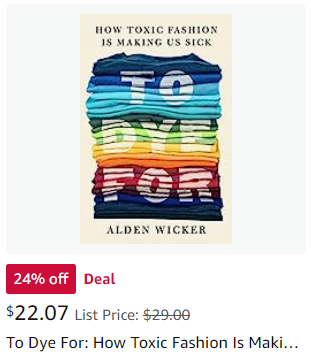 HOW TOXIC FASHION
IS MAKING US SICK
TO
DYE
FOR
ALDEN WICKER
24% off Deal
$22.07 List Price: $29.00
To Dye For: How Toxic Fashion Is Maki...